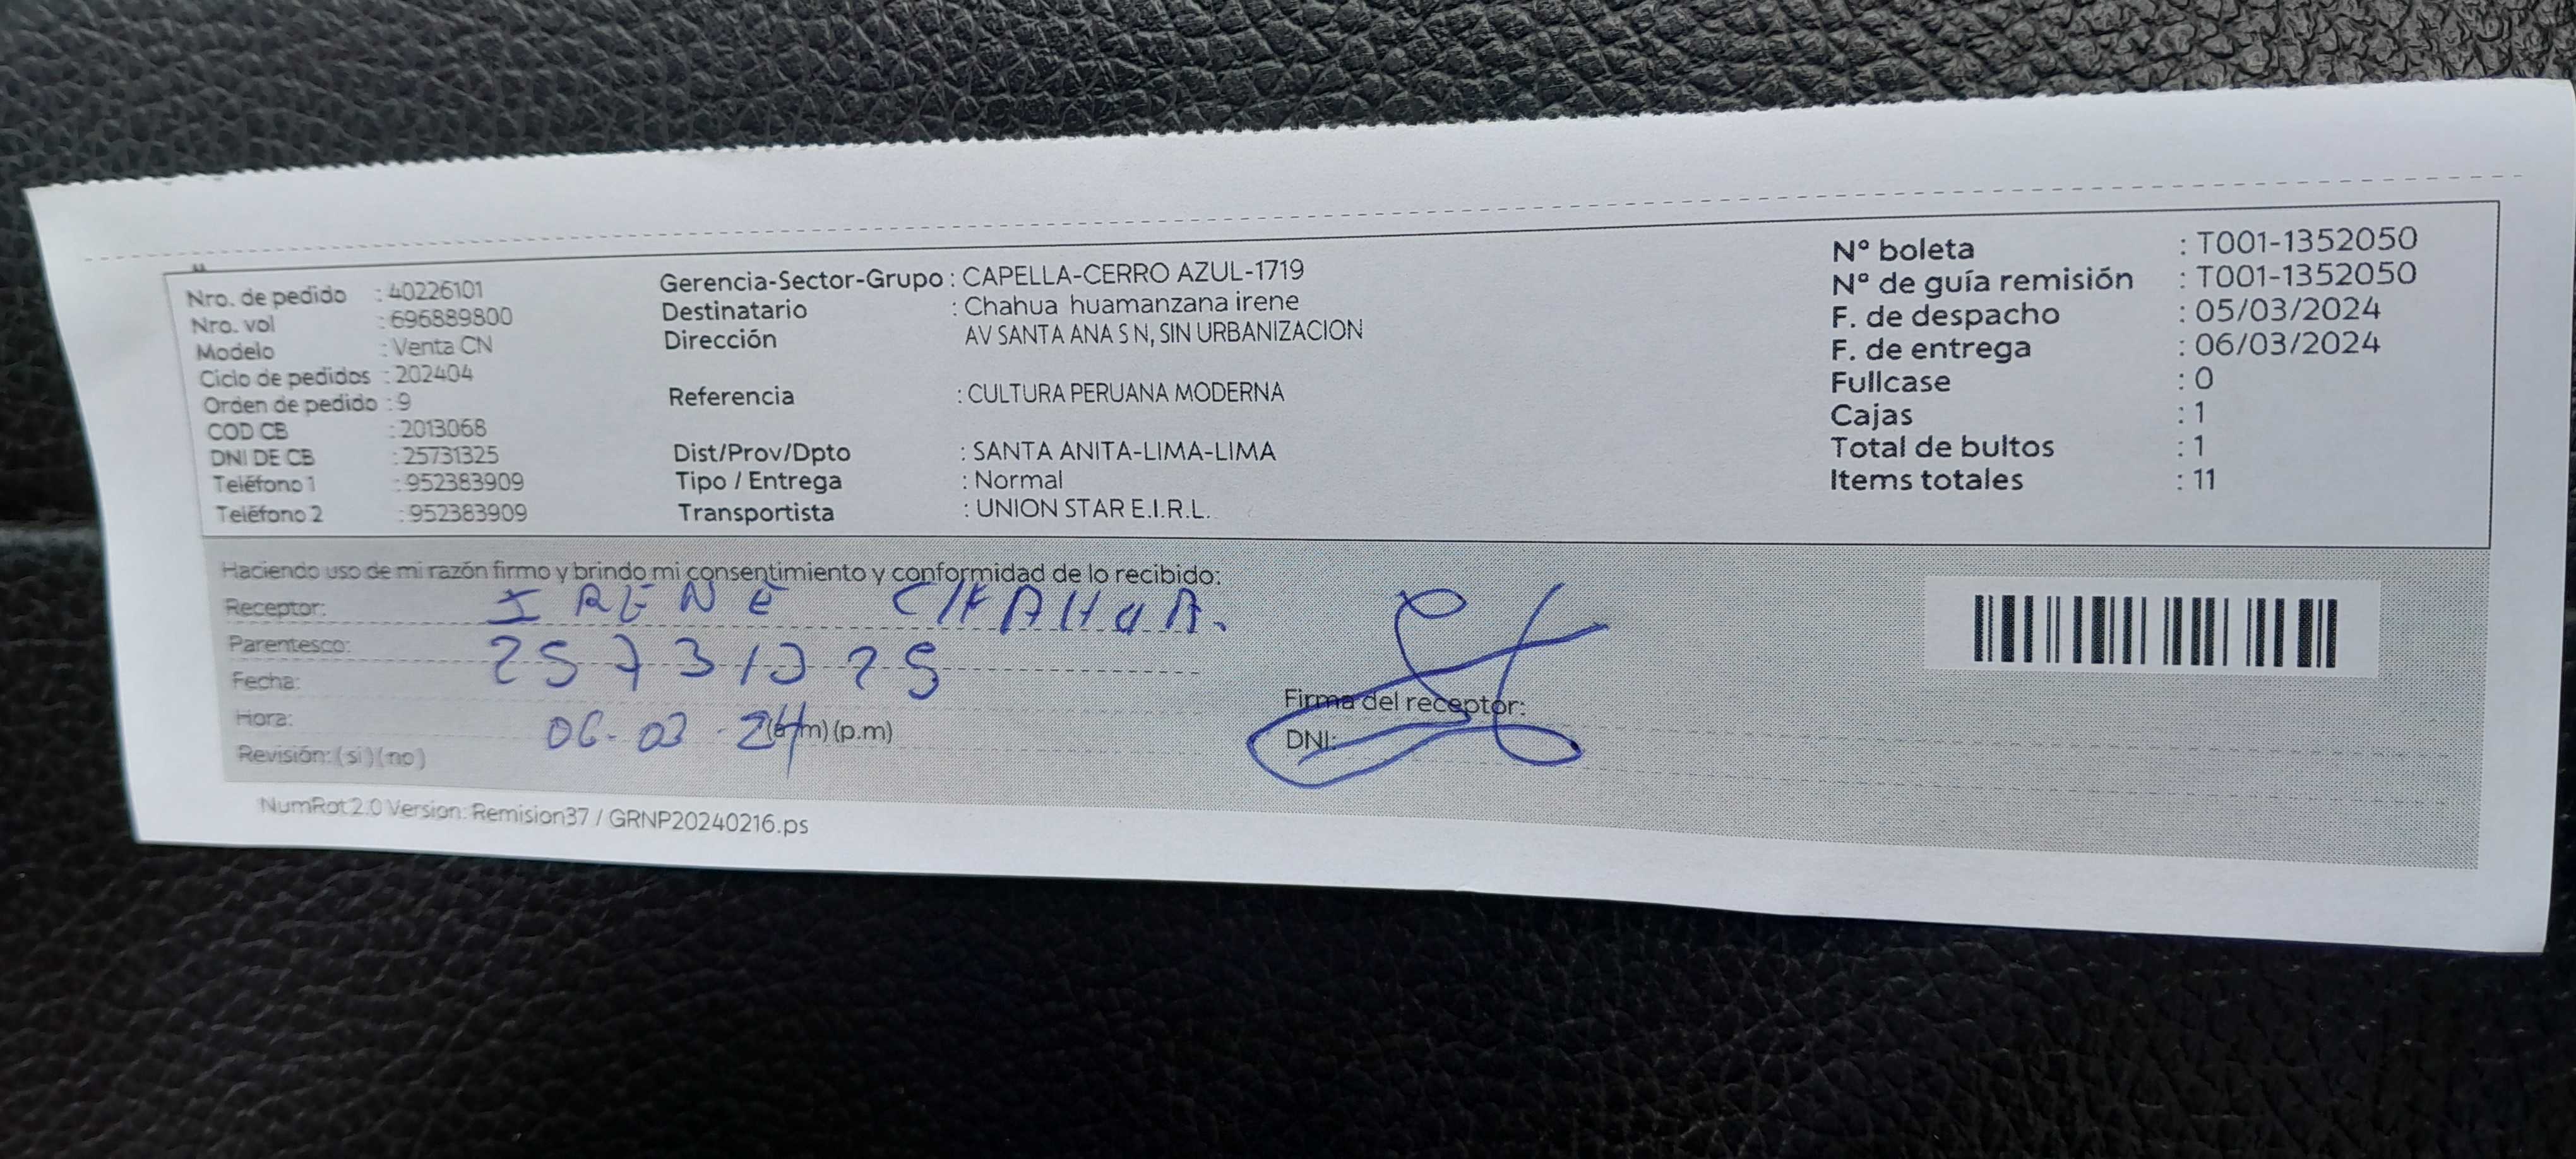 Nro. de pedido : 40226101
Nro. vol : 696889800
Modelo : Venta CN
Ciclo de pedidos : 202404
Orden de pedido : 9
COD CB : 2013068
DNI DE CB : 25731325
Teléfono 1 : 952383909
Teléfono 2 : 952383909
Gerencia-Sector-Grupo : CAPELLA-CERRO AZUL-1719
Destinatario : Chahua huamanzana irene
Dirección AV SANTA ANA S N, SIN URBANIZACION
Referencia : CULTURA PERUANA MODERNA
Dist/Prov/Dpto : SANTA ANITA-LIMA-LIMA
Tipo / Entrega : Normal
Transportista : UNION STAR E.I.R.L.
Nº boleta : T001-1352050
Nº de guía remisión : T001-1352050
F. de despacho : 05/03/2024
F. de entrega : 06/03/2024
Fullcase : 0
Cajas : 1
Total de bultos : 1
Items totales : 11
Haciendo uso de mi razón firmo y brindo mi consentimiento y conformidad de lo recibido:
Receptor: IRENE CHAHUA.
Parentesco: 25731325
Fecha:
Hora: 06-03-24 (a.m) (p.m)
Revisión: (si) (no)
Firma del receptor:
DNI:
NumRot 2.0 Version: Remision37 / GRNP20240216.ps